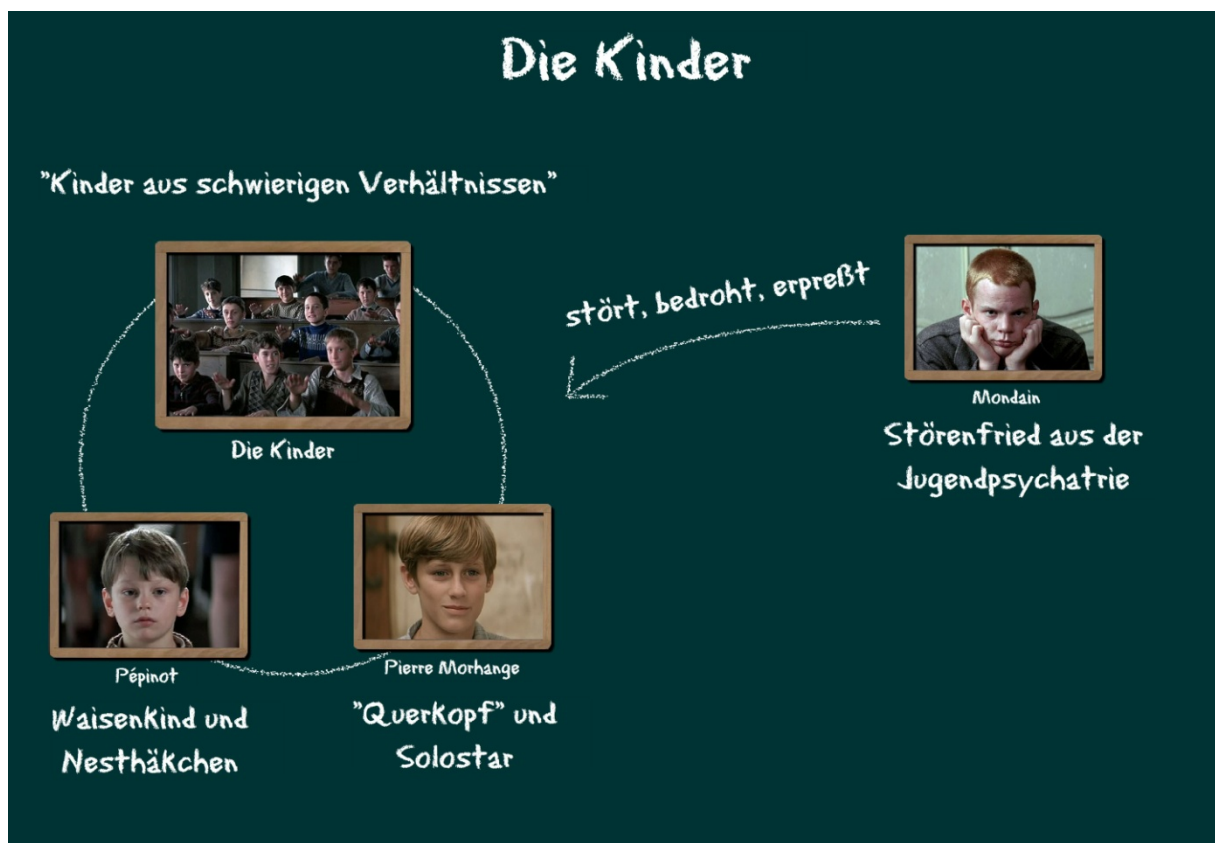 Die Kinder
"Kinder aus schwierigen Verhältnissen"
stört, bedroht, erpreßt
Die Kinder
Mondain
Störenfried aus der
Jugendpsychatrie
Pépinot
Waisenkind und
Nesthäkchen
Pierre Morhange
"Querkopf" und
Solostar